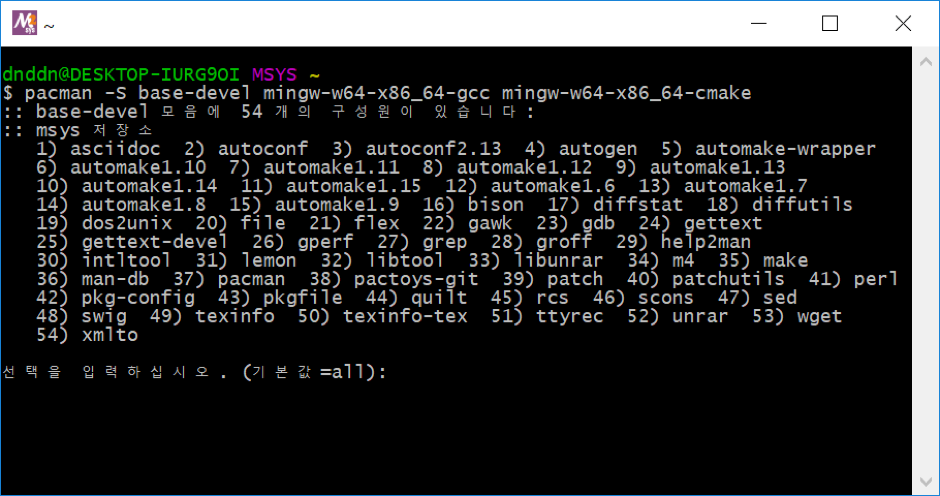 ~
dnddn@DESKTOP-IURG9OI MSYS ~
$ pacman -S base-devel mingw-w64-x86_64-gcc mingw-w64-x86_64-cmake
:: base-devel 모음에 54 개의 구성원이 있습니다:
:: msys 저장소
1) asciidoc 2) autoconf 3) autoconf2.13 4) autogen 5) automake-wrapper
6) automake1.10 7) automake1.11 8) automake1.12 9) automake1.13
10) automake1.14 11) automake1.15 12) automake1.6 13) automake1.7
14) automake1.8 15) automake1.9 16) bison 17) diffstat 18) diffutils
19) dos2unix 20) file 21) flex 22) gawk 23) gdb 24) gettext
25) gettext-devel 26) gperf 27) grep 28) groff 29) help2man
30) intltool 31) lemon 32) libtool 33) libunrar 34) m4 35) make
36) man-db 37) pacman 38) pactoys-git 39) patch 40) patchutils 41) perl
42) pkg-config 43) pkgfile 44) quilt 45) rcs 46) scons 47) sed
48) swig 49) texinfo 50) texinfo-tex 51) ttyrec 52) unrar 53) wget
54) xmlto
선택을 입력하십시오. (기본값=all):